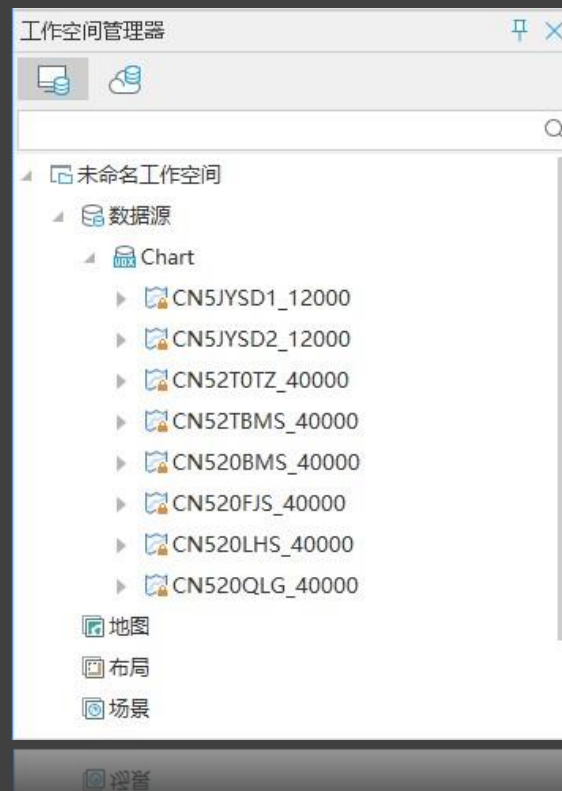 工作空间管理器
未命名工作空间
数据源
UDX Chart
CN5JYSD1_12000
CN5JYSD2_12000
CN52T0TZ_40000
CN52TBMS_40000
CN520BMS_40000
CN520FJS_40000
CN520LHS_40000
CN520QLG_40000
地图
布局
场景